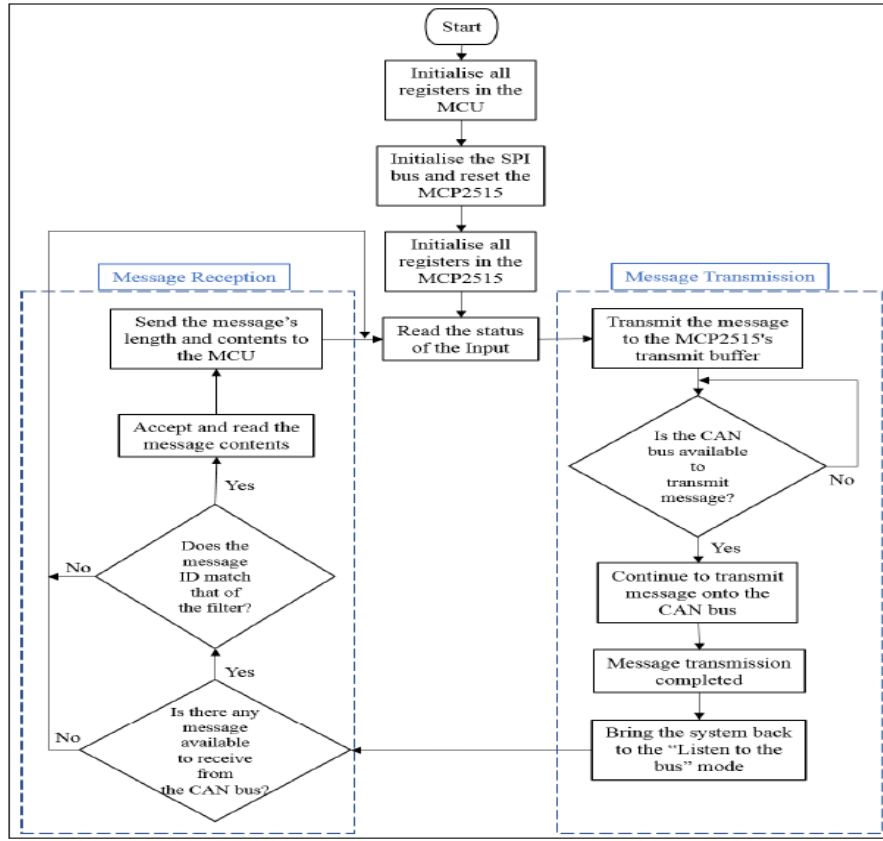 Start
Initialise all
registers in the
MCU
Initialise the SPI
bus and reset the
MCP2515
Initialise all
registers in the
MCP2515
Message Reception
Message Transmission
Send the message's
length and contents to
the MCU
Read the status
of the Input
Transmit the message
to the MCP2515's
transmit buffer
Accept and read the
message contents
Is the CAN
bus available
to
transmit
message?
No
Yes
Yes
Does the
message
ID match
that of
the filter?
No
Continue to transmit
message onto the
CAN bus
Message transmission
completed
Yes
Is there any
message
available
to receive
from
the CAN bus?
No
Bring the system back
to the “Listen to the
bus” mode